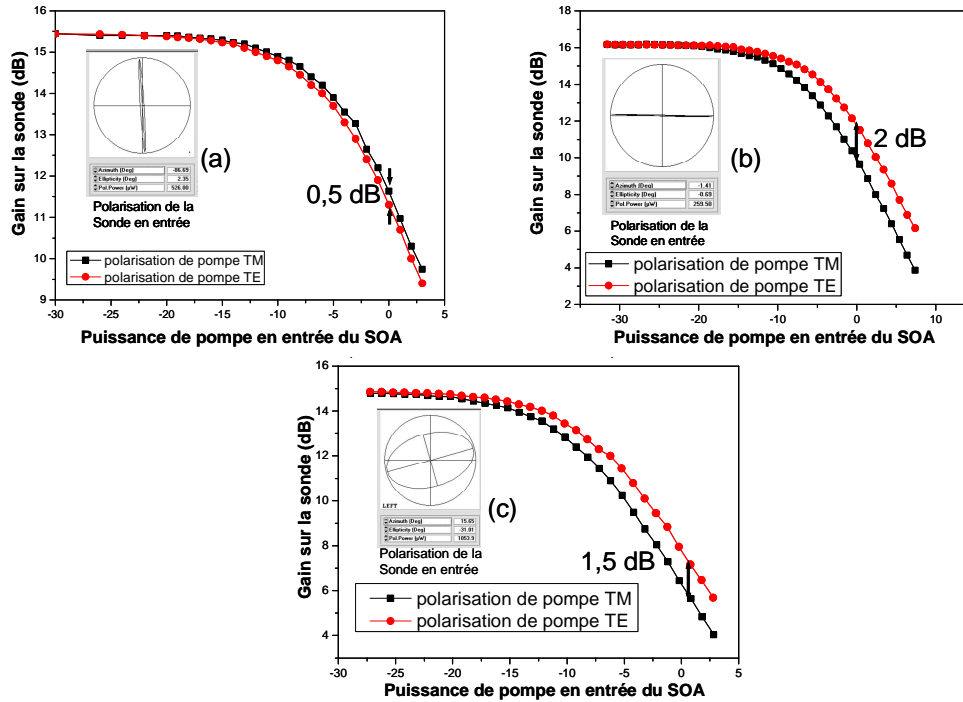 Gain sur la sonde (dB)
16
15
14
13
12
11
10
9
-30
-25
-20
-15
-10
-5
0
5
Puissance de pompe en entrée du SOA
Azimuth (Deg)
-86.69
Ellipticity (Deg)
2.35
Pol.Power (µW)
526.00
Polarisation de la
Sonde en entrée
(a)
0,5 dB
polarisation de pompe TM
polarisation de pompe TE
Gain sur la sonde (dB)
18
16
14
12
10
8
6
4
2
-30
-20
-10
0
10
Puissance de pompe en entrée du SOA
Azimuth (Deg)
-1.41
Ellipticity (Deg)
-0.69
Pol.Power (µW)
259.50
Polarisation de la
Sonde en entrée
(b)
2 dB
polarisation de pompe TM
polarisation de pompe TE
Gain sur la sonde (dB)
16
14
12
10
8
6
4
-30
-25
-20
-15
-10
-5
0
5
Puissance de pompe en entrée du SOA
LEFT
Azimuth (Deg)
15.65
Ellipticity (Deg)
-31.01
Pol.Power (µW)
1053.9
Polarisation de la
Sonde en entrée
(c)
1,5 dB
polarisation de pompe TM
polarisation de pompe TE